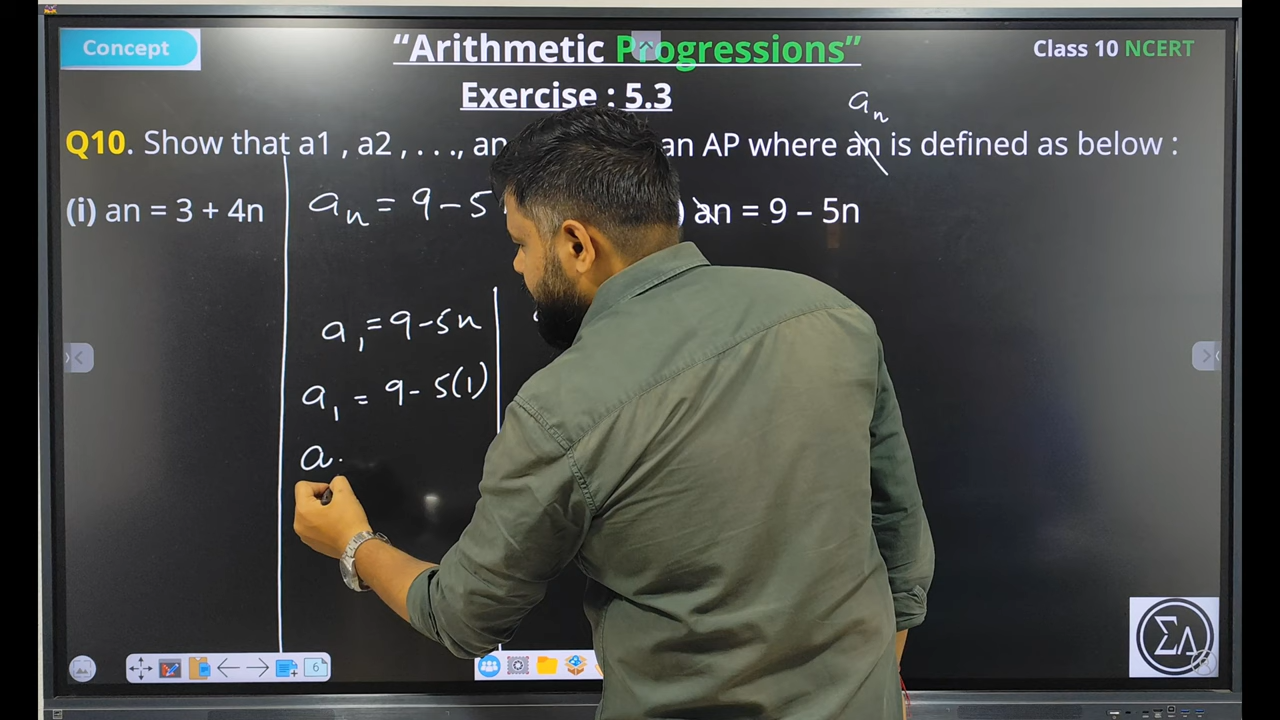 Concept
“Arithmetic Progressions”
Class 10 NCERT
Exercise : 5.3
an
Q10. Show that a1 , a2 , . . ., an an AP where an is defined as below :
(i) an = 3 + 4n
an = 9 - 5
) an = 9 – 5n
a1 = 9 - 5n
a1 = 9 - 5(1)
a
6
ΣΛ